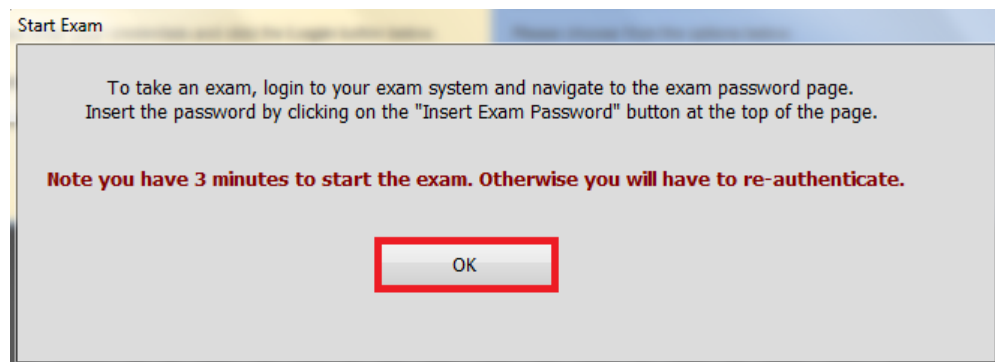 Start Exam
To take an exam, login to your exam system and navigate to the exam password page.
Insert the password by clicking on the "Insert Exam Password" button at the top of the page.
Note you have 3 minutes to start the exam. Otherwise you will have to re-authenticate.
OK